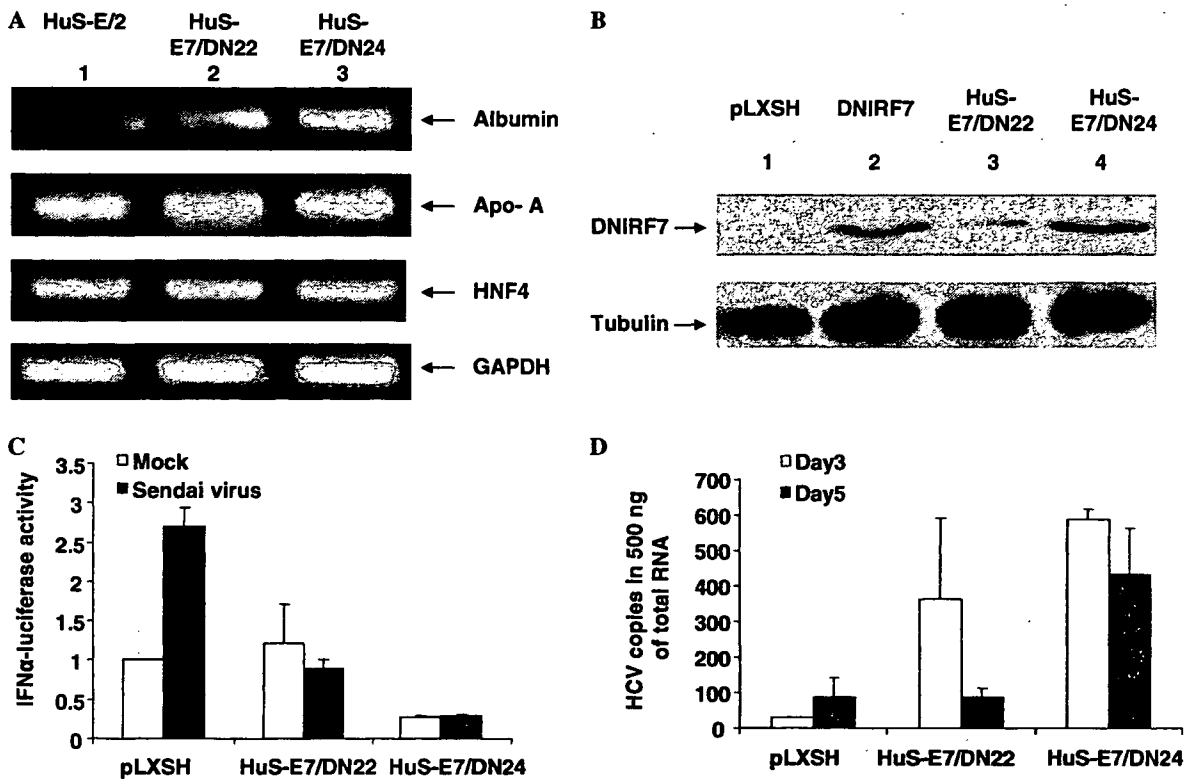 A
HuS-E/2
HuS-
E7/DN22
HuS-
E7/DN24
1
2
3
Albumin
Apo- A
HNF4
GAPDH
B
pLXSH
DNIRF7
HuS-
E7/DN22
HuS-
E7/DN24
1
2
3
4
DNIRF7
Tubulin
C
IFNα-luciferase activity
3.5
3
2.5
2
1.5
1
0.5
0
Mock
Sendai virus
pLXSH
HuS-E7/DN22
HuS-E7/DN24
D
HCV copies in 500 ng
of total RNA
700
600
500
400
300
200
100
0
Day3
Day5
pLXSH
HuS-E7/DN22
HuS-E7/DN24